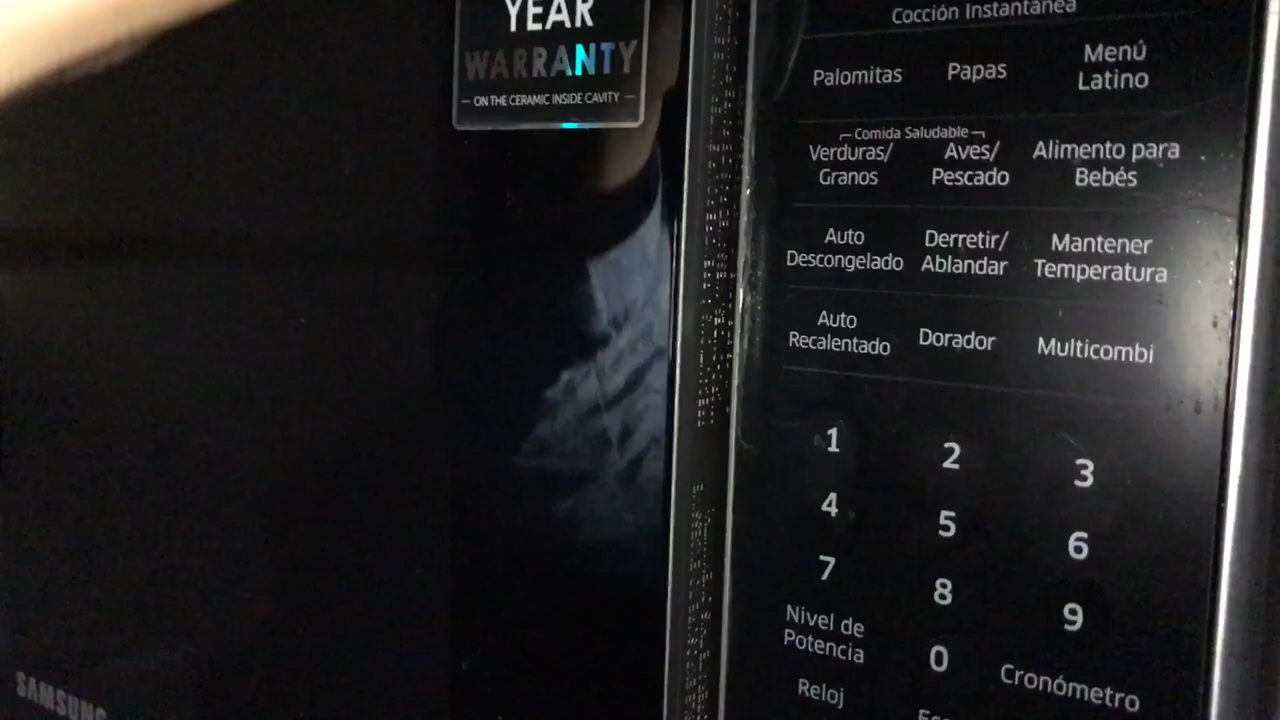 YEAR
WARRANTY
ON THE CERAMIC INSIDE CAVITY
SAMSUNG
Cocción Instantánea
Palomitas Papas Menú Latino
Comida Saludable
Verduras/ Aves/ Alimento para
Granos Pescado Bebés
Auto Derretir/ Mantener
Descongelado Ablandar Temperatura
Auto
Recalentado Dorador Multicombi
1 2 3
4 5 6
7 8 9
Nivel de
Potencia 0 Cronómetro
Reloj